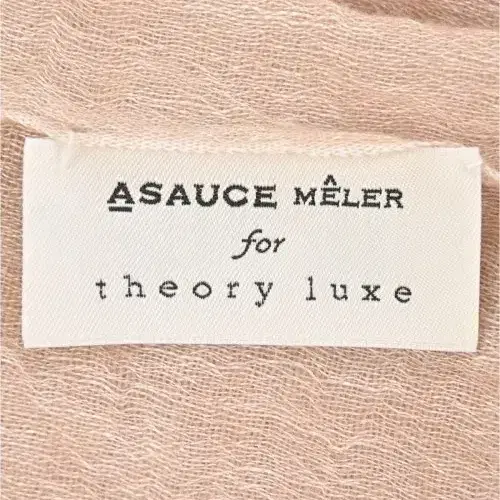 ASAUCE MÊLER
for
theory luxe